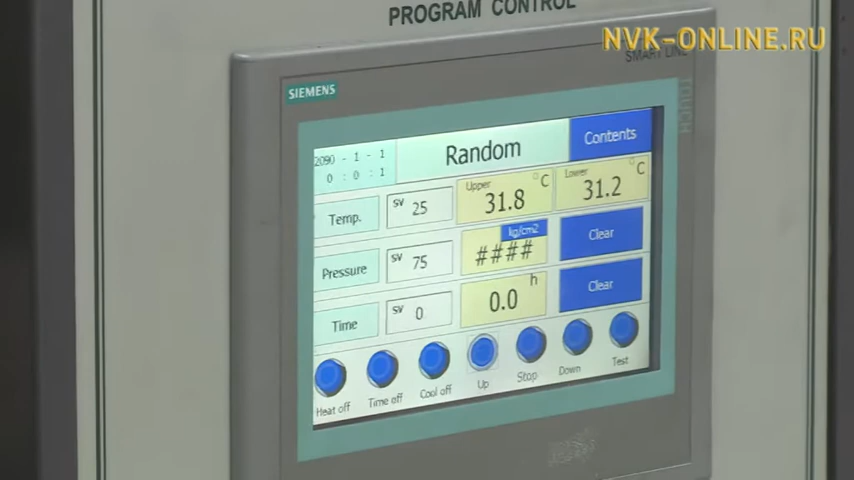 PROGRAM CONTROL
NVK-ONLINE.RU
SMART LINE
SIEMENS
TOUCH
2090 - 1 - 1
0 : 0 : 1
Random
Contents
Temp.
SV 25
Upper °C
31.8
Lower °C
31.2
Pressure
SV 75
kg/cm2
####
Clear
Time
SV 0
h
0.0
Clear
Heat off
Time off
Cool off
Up
Stop
Down
Test